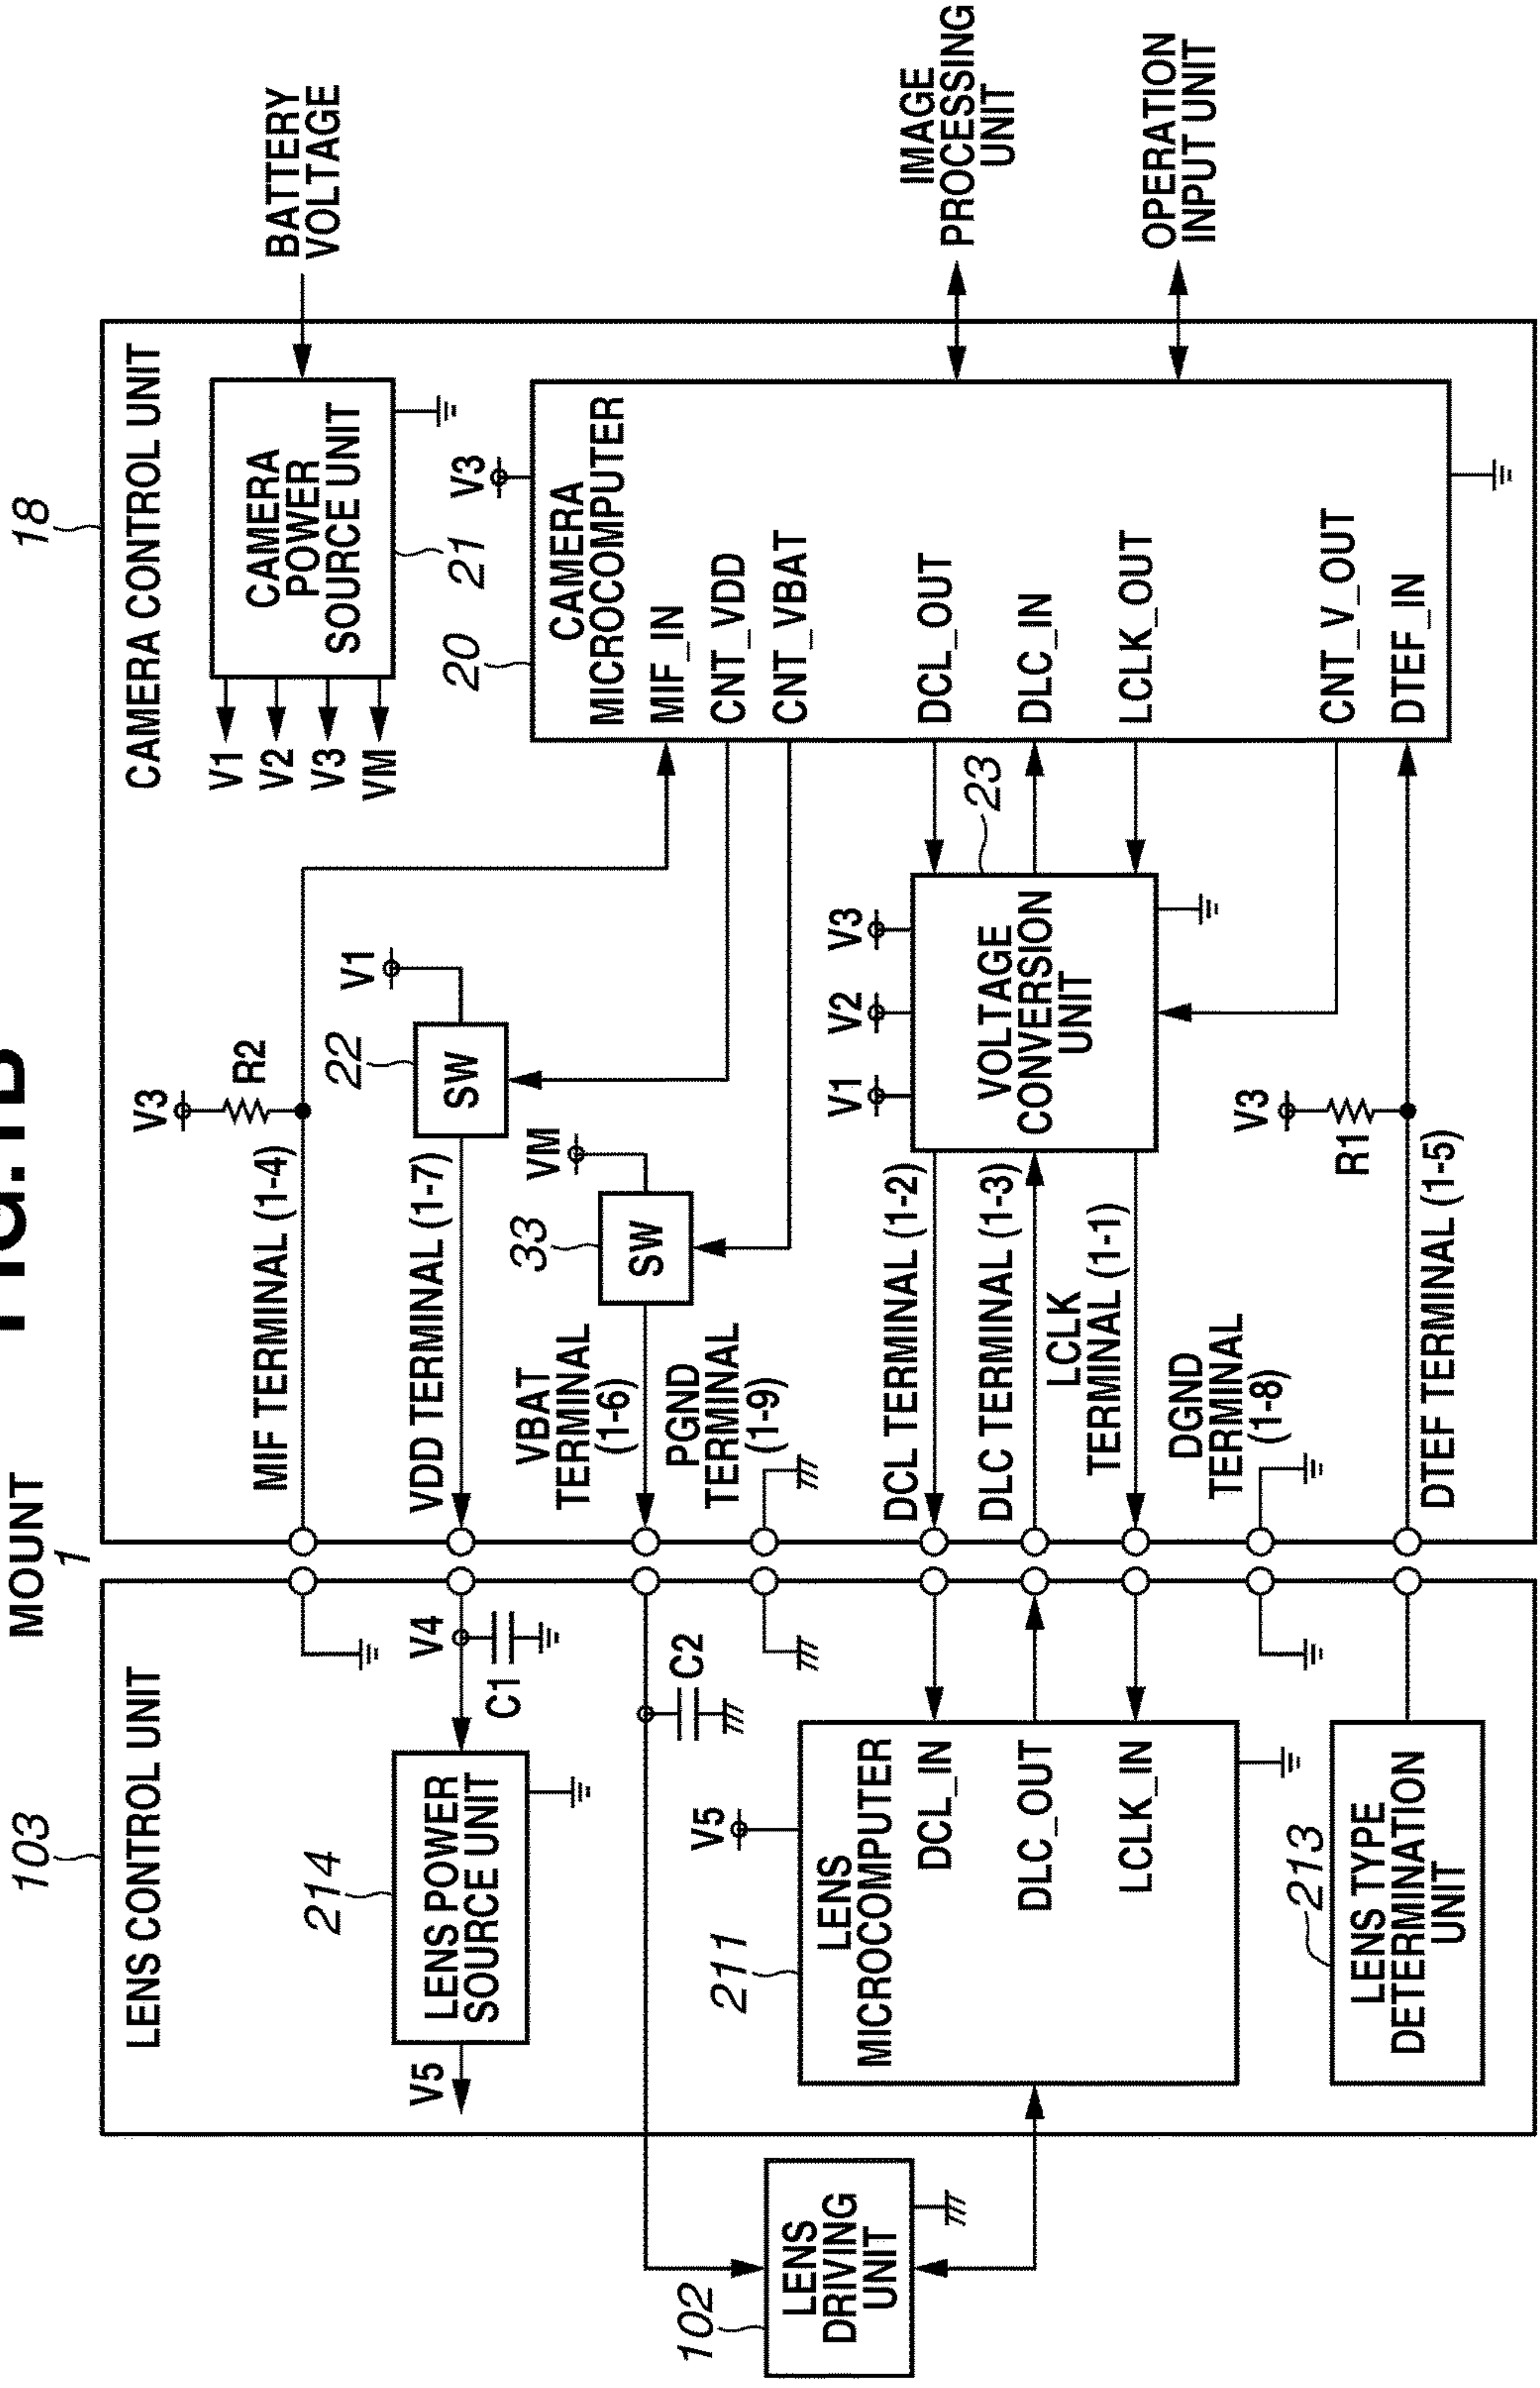 FIG.1B
MOUNT
1
103
LENS CONTROL UNIT
214
LENS POWER
SOURCE UNIT
V5
V4
C1
C2
V5
211
LENS
MICROCOMPUTER
DCL_IN
DLC_OUT
LCLK_IN
213
LENS TYPE
DETERMINATION
UNIT
102
LENS
DRIVING
UNIT
18
CAMERA CONTROL UNIT
BATTERY
VOLTAGE
CAMERA
POWER
SOURCE UNIT
21
V1
V2
V3
VM
V3
R2
MIF TERMINAL (1-4)
V1
22
SW
VDD TERMINAL (1-7)
VM
33
SW
VBAT
TERMINAL
(1-6)
PGND
TERMINAL
(1-9)
20
V3
CAMERA
MICROCOMPUTER
MIF_IN
CNT_VDD
CNT_VBAT
DCL_OUT
DLC_IN
LCLK_OUT
CNT_V_OUT
DTEF_IN
IMAGE
PROCESSING
UNIT
OPERATION
INPUT UNIT
23
V1
V2
V3
VOLTAGE
CONVERSION
UNIT
DCL TERMINAL (1-2)
DLC TERMINAL (1-3)
LCLK
TERMINAL (1-1)
DGND
TERMINAL
(1-8)
V3
R1
DTEF TERMINAL (1-5)